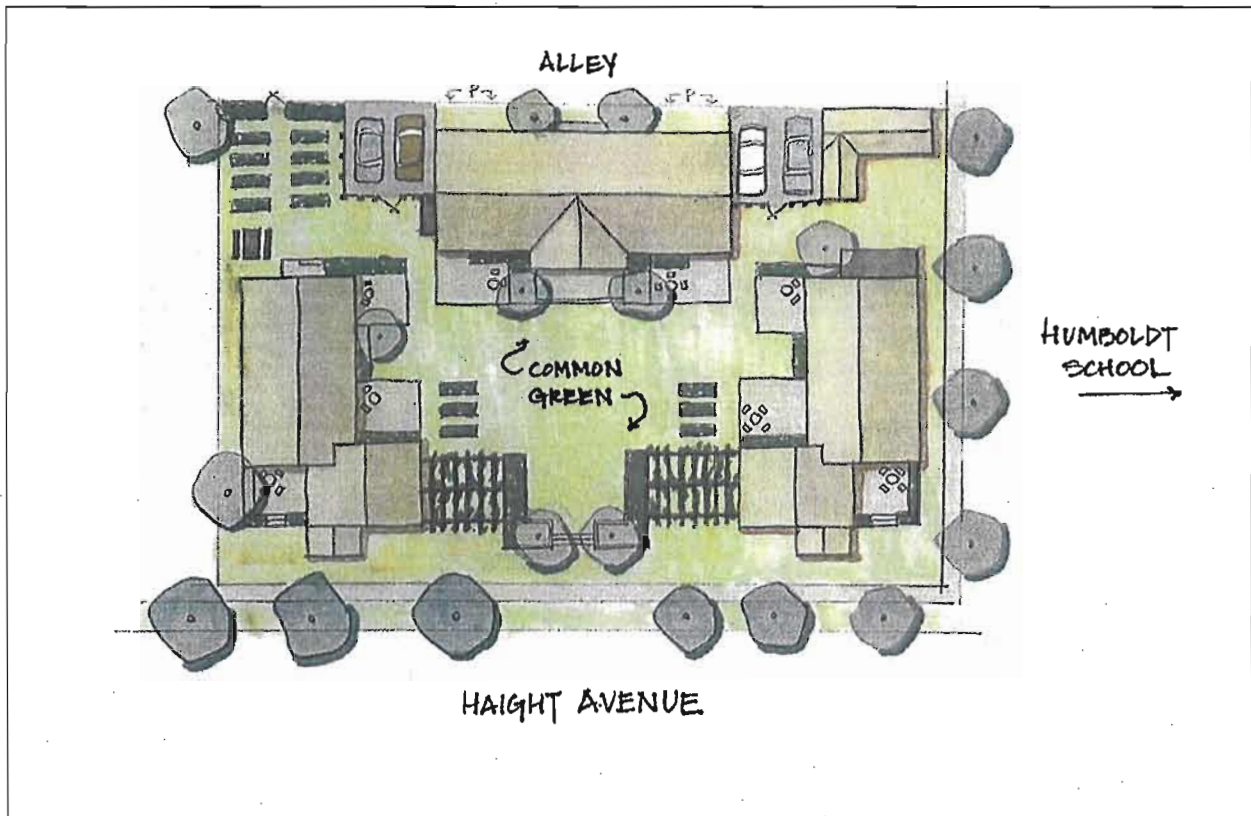 ALLEY
P
P
COMMON
GREEN
HUMBOLDT
SCHOOL
HAIGHT AVENUE